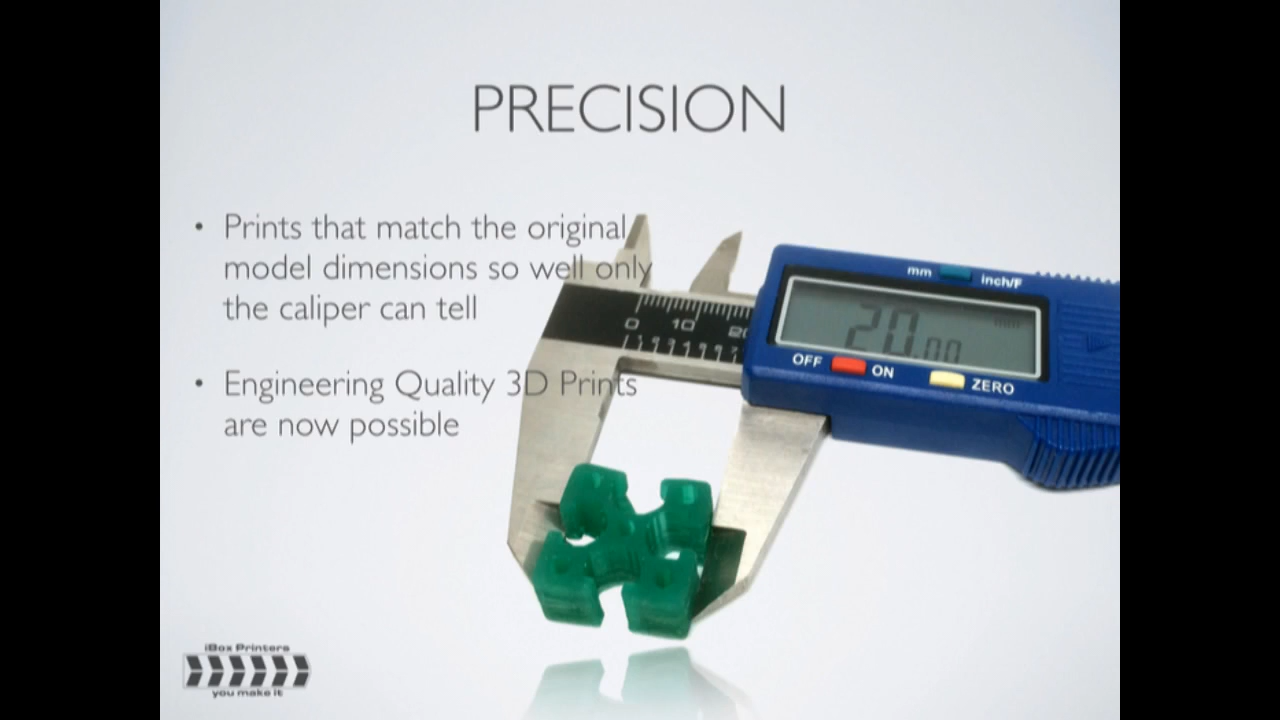 PRECISION
• Prints that match the original
model dimensions so well only
the caliper can tell
• Engineering Quality 3D Prints
are now possible
mm
inch/F
0 10 20
20.00
mm
OFF
ON
ZERO
iBox Printers
you make it